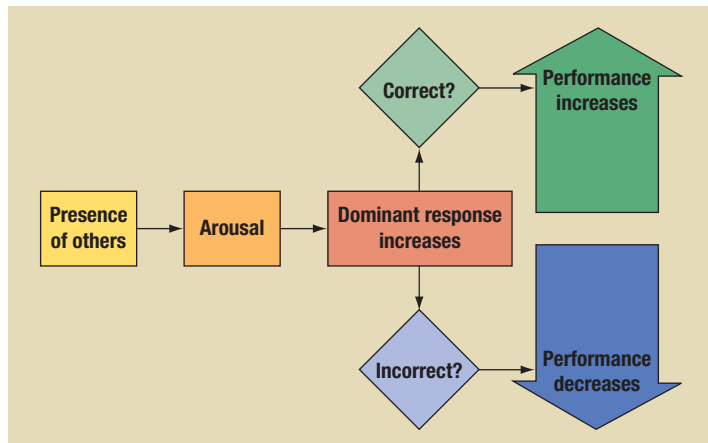 Presence
of others
Arousal
Dominant response
increases
Correct?
Performance
increases
Incorrect?
Performance
decreases